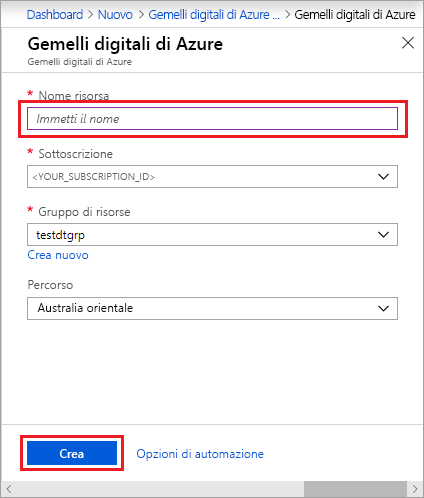 Dashboard > Nuovo > Gemelli digitali di Azure ... > Gemelli digitali di Azure
Gemelli digitali di Azure
Gemelli digitali di Azure
* Nome risorsa
Immetti il nome
* Sottoscrizione
<YOUR_SUBSCRIPTION_ID>
* Gruppo di risorse
testdtgrp
Crea nuovo
Percorso
Australia orientale
Crea Opzioni di automazione